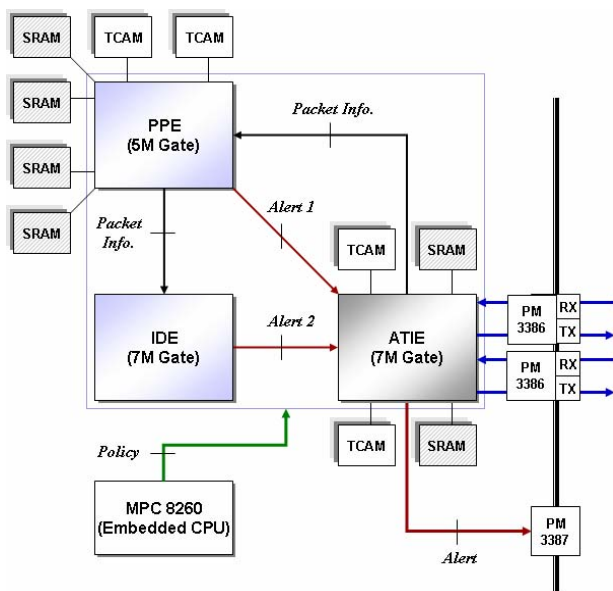 SRAM
TCAM
TCAM
SRAM
PPE
(5M Gate)
Packet Info.
SRAM
SRAM
Packet
Info.
Alert 1
TCAM
SRAM
IDE
(7M Gate)
Alert 2
ATIE
(7M Gate)
PM
3386
RX
TX
PM
3386
RX
TX
TCAM
SRAM
Policy
MPC 8260
(Embedded CPU)
Alert
PM
3387